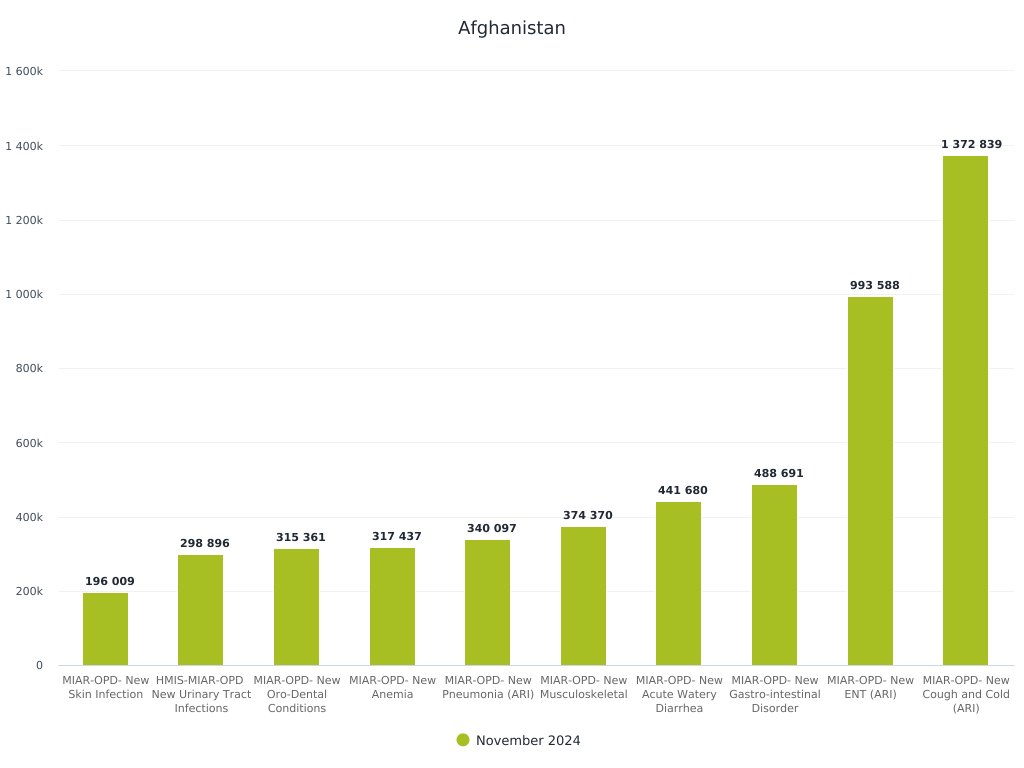 Afghanistan
1 600k
1 400k
1 200k
1 000k
800k
600k
400k
200k
0
196 009
298 896
315 361
317 437
340 097
374 370
441 680
488 691
993 588
1 372 839
MIAR-OPD- New
Skin Infection
HMIS-MIAR-OPD
New Urinary Tract
Infections
MIAR-OPD- New
Oro-Dental
Conditions
MIAR-OPD- New
Anemia
MIAR-OPD- New
Pneumonia (ARI)
MIAR-OPD- New
Musculoskeletal
MIAR-OPD- New
Acute Watery
Diarrhea
MIAR-OPD- New
Gastro-intestinal
Disorder
MIAR-OPD- New
ENT (ARI)
MIAR-OPD- New
Cough and Cold
(ARI)
November 2024